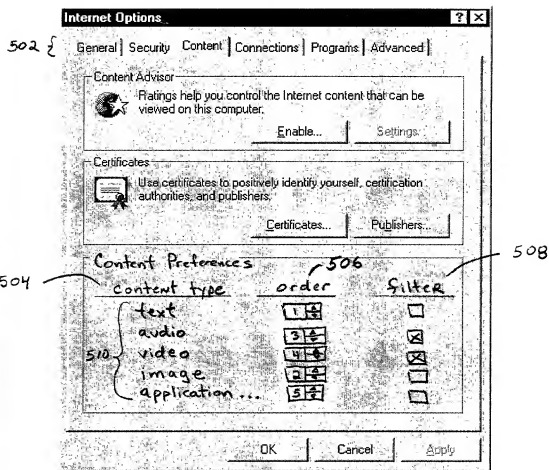 Internet Options ? ×
502 { General Security Content Connections Programs Advanced
Content Advisor
Ratings help you control the Internet content that can be
viewed on this computer.
Enable... Settings
Certificates
Use certificates to positively identify yourself, certification
authorities, and publishers.
Certificates... Publishers...
Content Preferences 506 508
504 content type order filter
text 1
audio 3
510 video 4
image 2
application ... 5
OK Cancel Apply